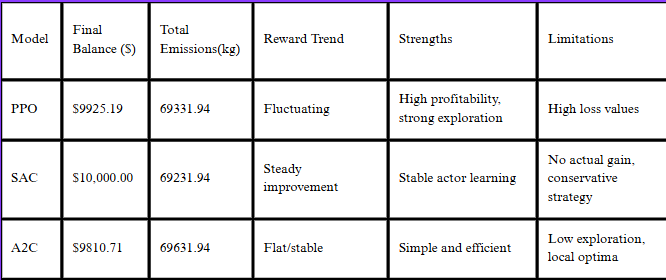 Model Final Balance ($) Total Emissions(kg) Reward Trend Strengths Limitations
PPO $9925.19 69331.94 Fluctuating High profitability, strong exploration High loss values
SAC $10,000.00 69231.94 Steady improvement Stable actor learning No actual gain, conservative strategy
A2C $9810.71 69631.94 Flat/stable Simple and efficient Low exploration, local optima